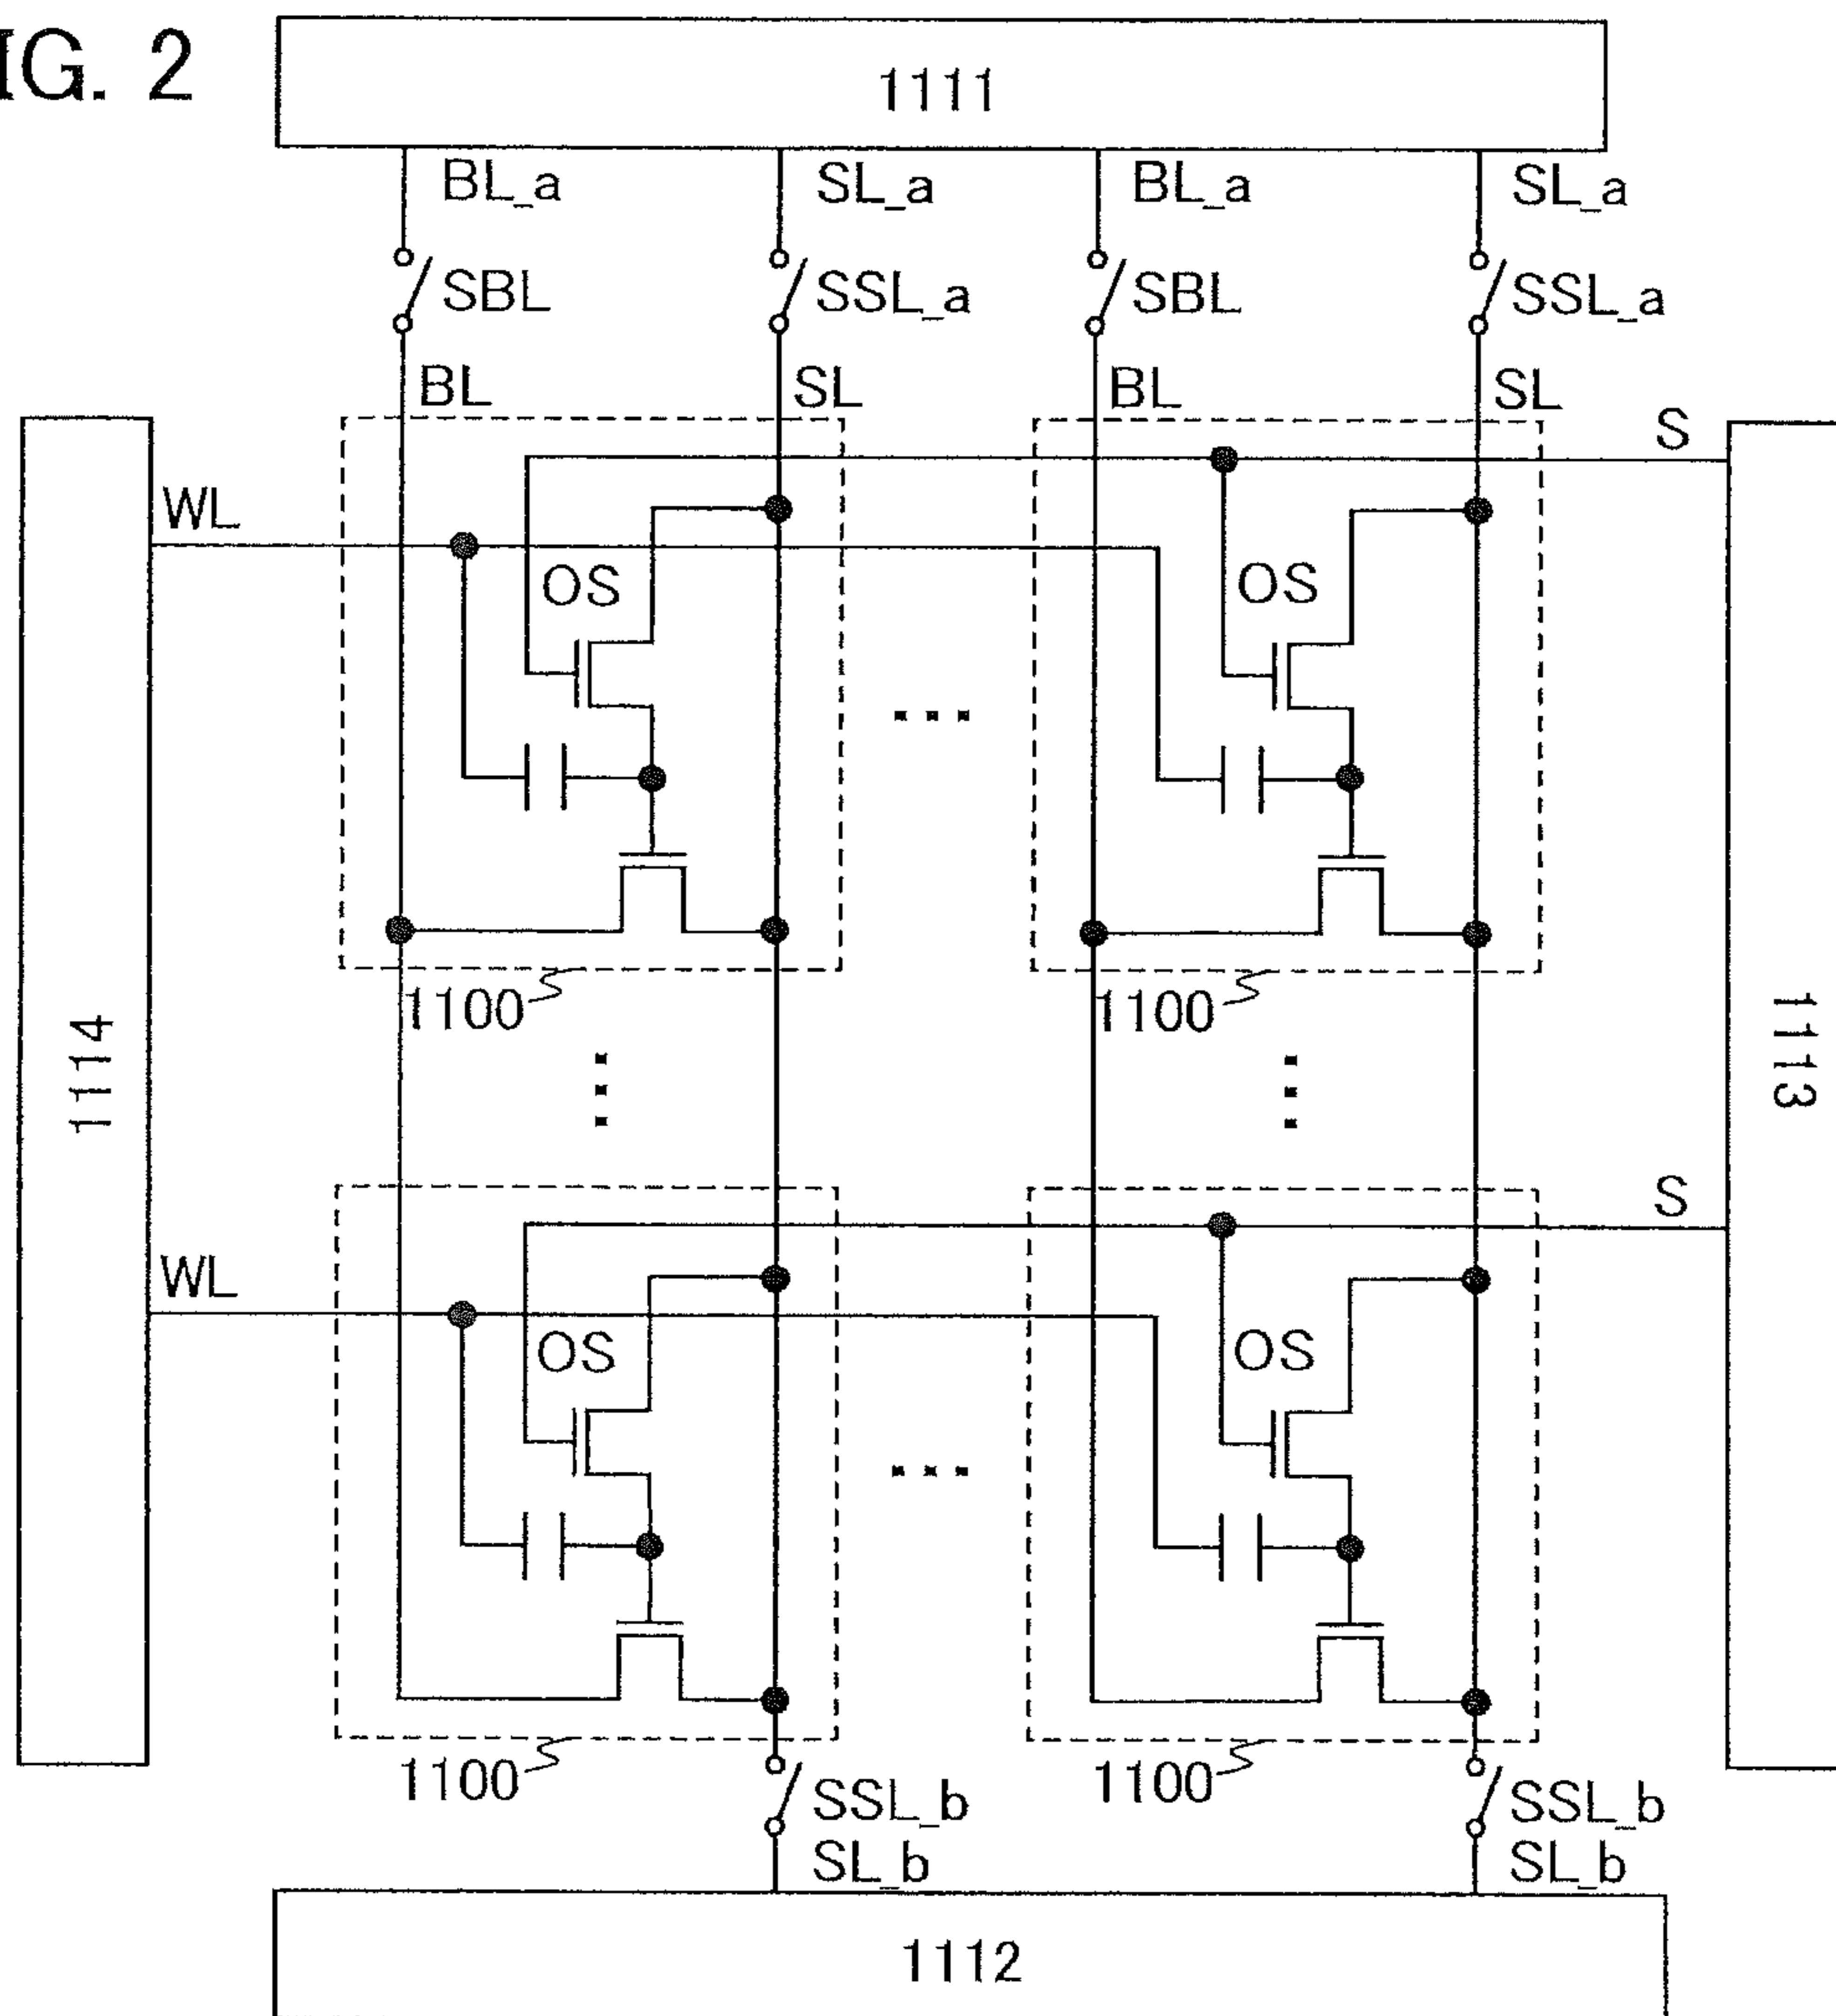 IG. 2
1111
BL_a SL_a BL_a SL_a
SBL SSL_a SBL SSL_a
BL SL BL SL
S
WL
OS OS
1100 1100
1114
1113
S
WL
OS OS
1100 1100
SSL_b SSL_b
SL_b SL_b
1112